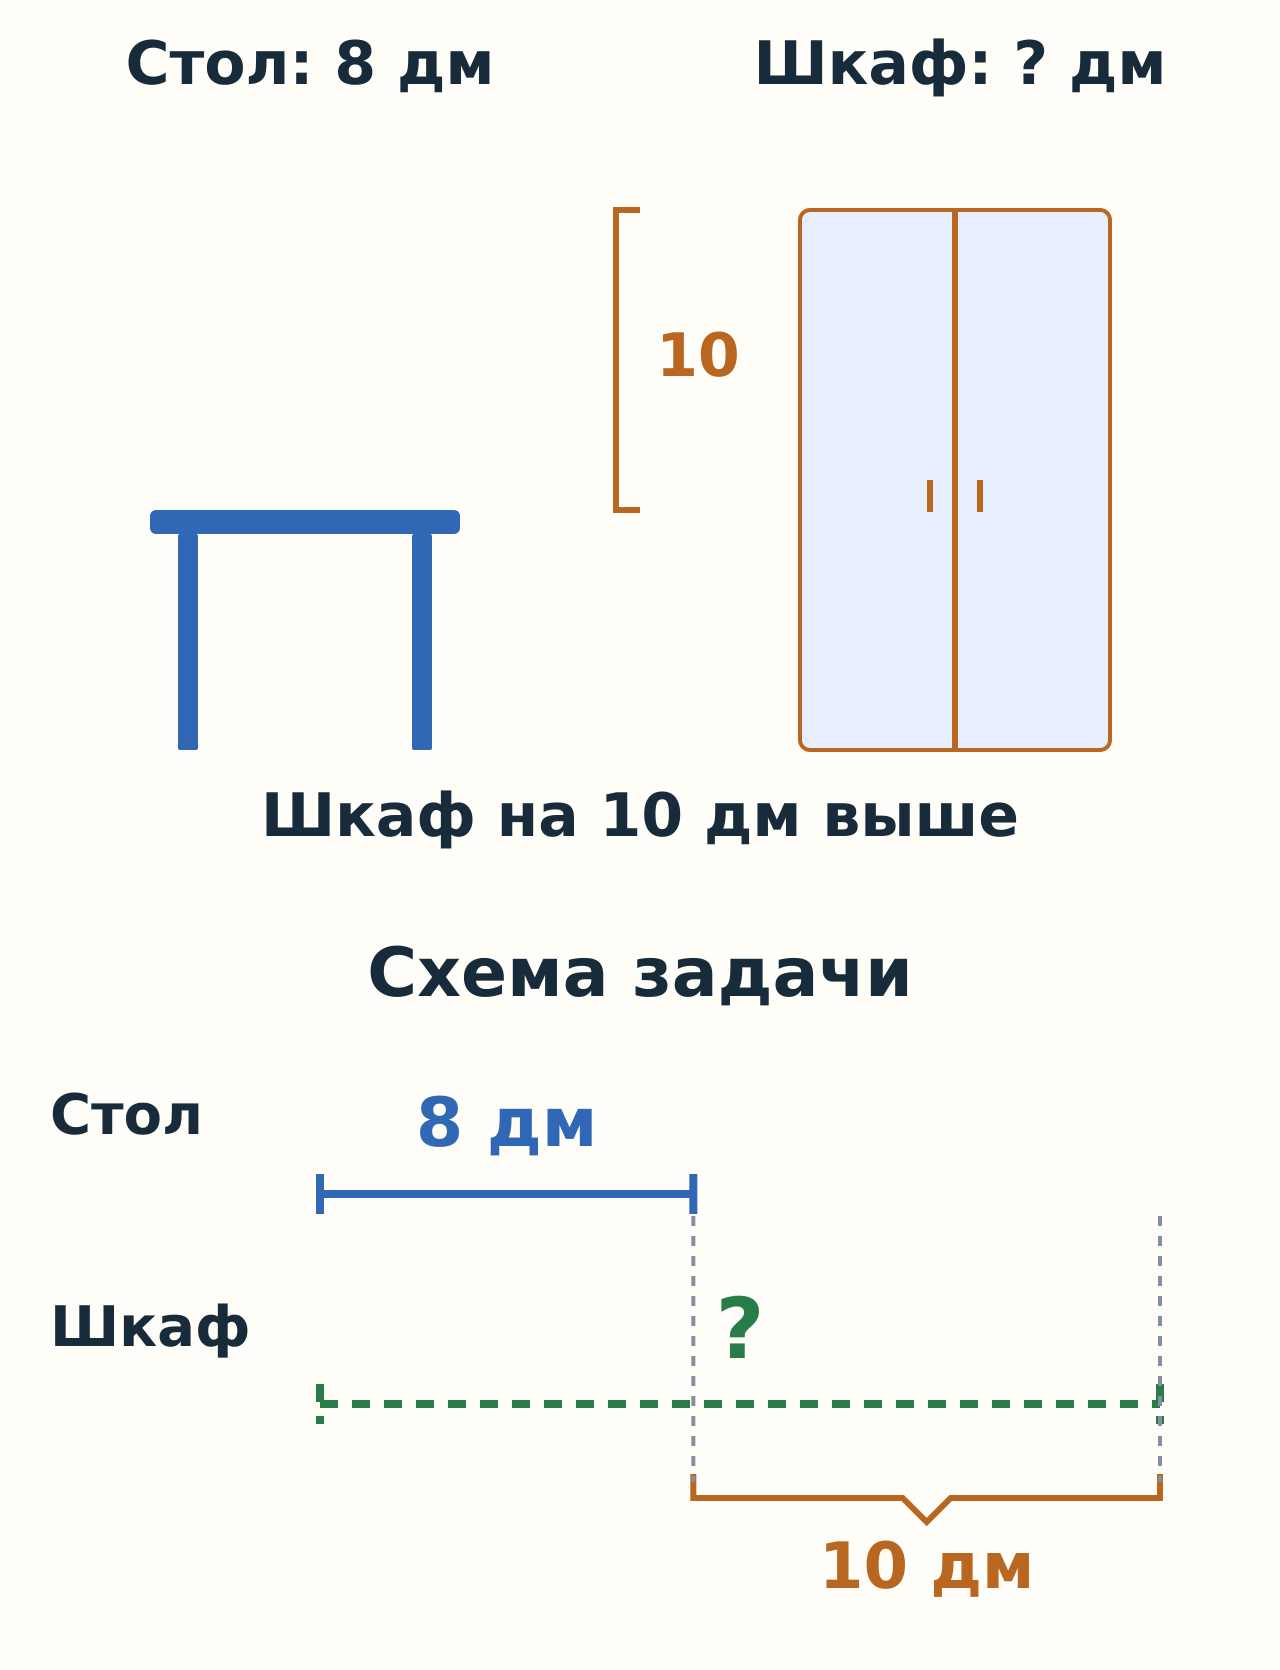 Стол: 8 дм
Шкаф: ? дм
10
Шкаф на 10 дм выше
Схема задачи
Стол
8 дм
Шкаф
?
10 дм